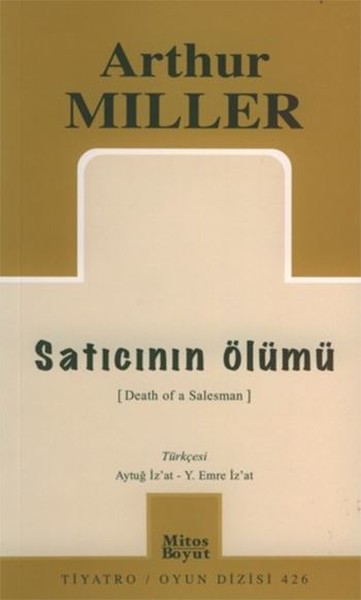 Arthur
MILLER
Satıcının ölümü
[Death of a Salesman]
Türkçesi
Aytuğ İz'at - Y. Emre İz'at
Mitos
Boyut
TİYATRO / OYUN DİZİSİ 426